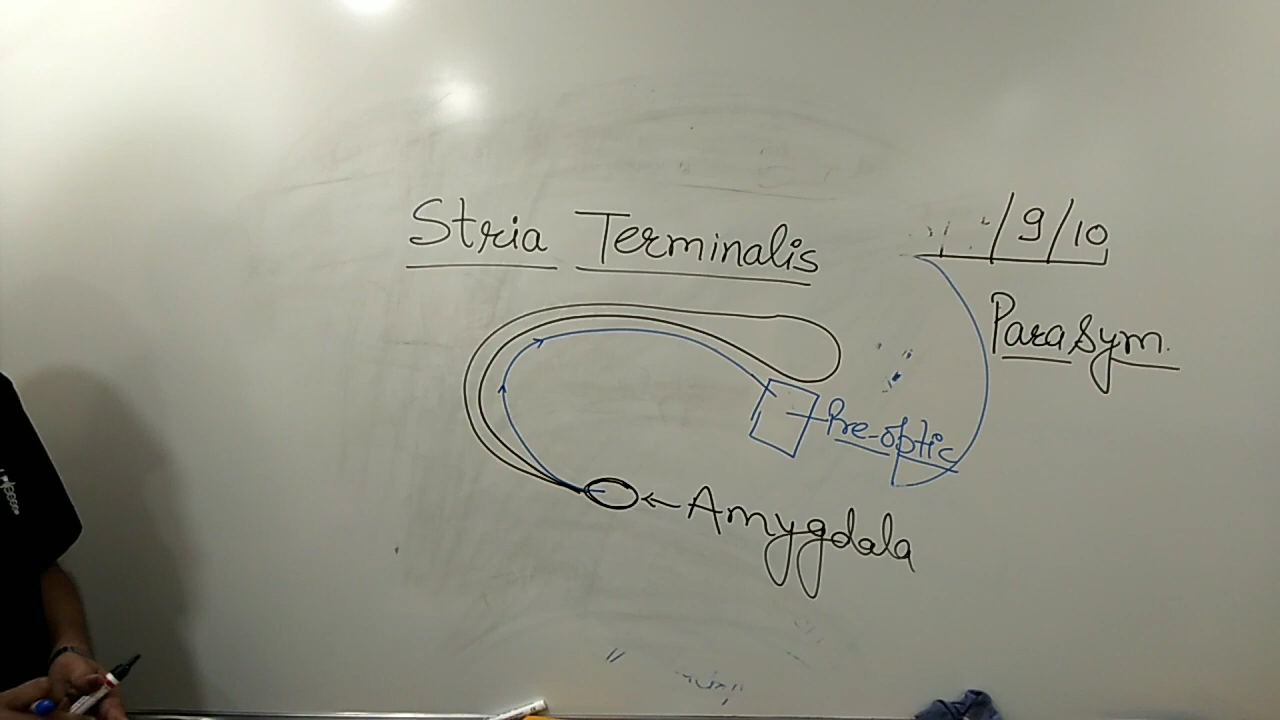 Stria Terminalis
/9/10
Parasym.
Pre-optic
Amygdala